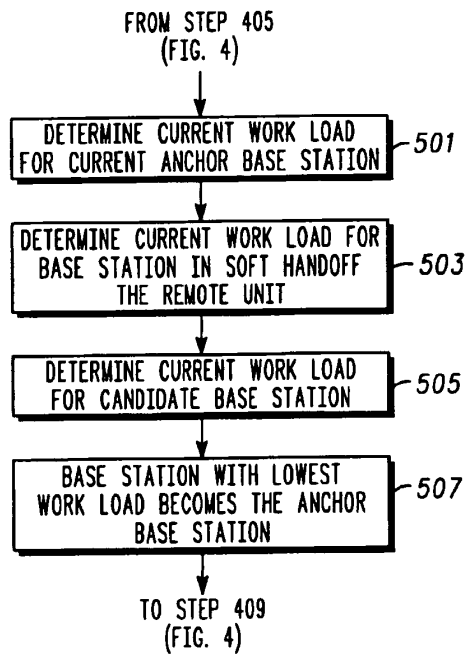 FROM STEP 405
(FIG. 4)
DETERMINE CURRENT WORK LOAD
FOR CURRENT ANCHOR BASE STATION
501
DETERMINE CURRENT WORK LOAD FOR
BASE STATION IN SOFT HANDOFF
THE REMOTE UNIT
503
DETERMINE CURRENT WORK LOAD
FOR CANDIDATE BASE STATION
505
BASE STATION WITH LOWEST
WORK LOAD BECOMES THE ANCHOR
BASE STATION
507
TO STEP 409
(FIG. 4)